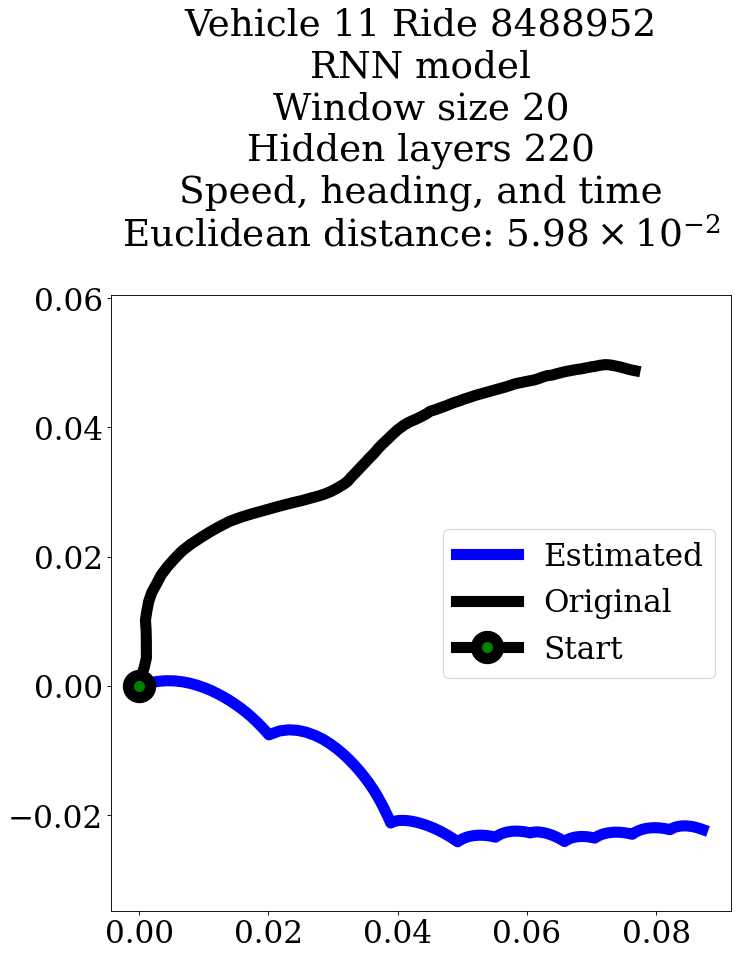 Vehicle 11 Ride 8488952
RNN model
Window size 20
Hidden layers 220
Speed, heading, and time
Euclidean distance: 5.98 × 10⁻²
0.06
0.04
0.02
0.00
−0.02
Estimated
Original
Start
0.00 0.02 0.04 0.06 0.08